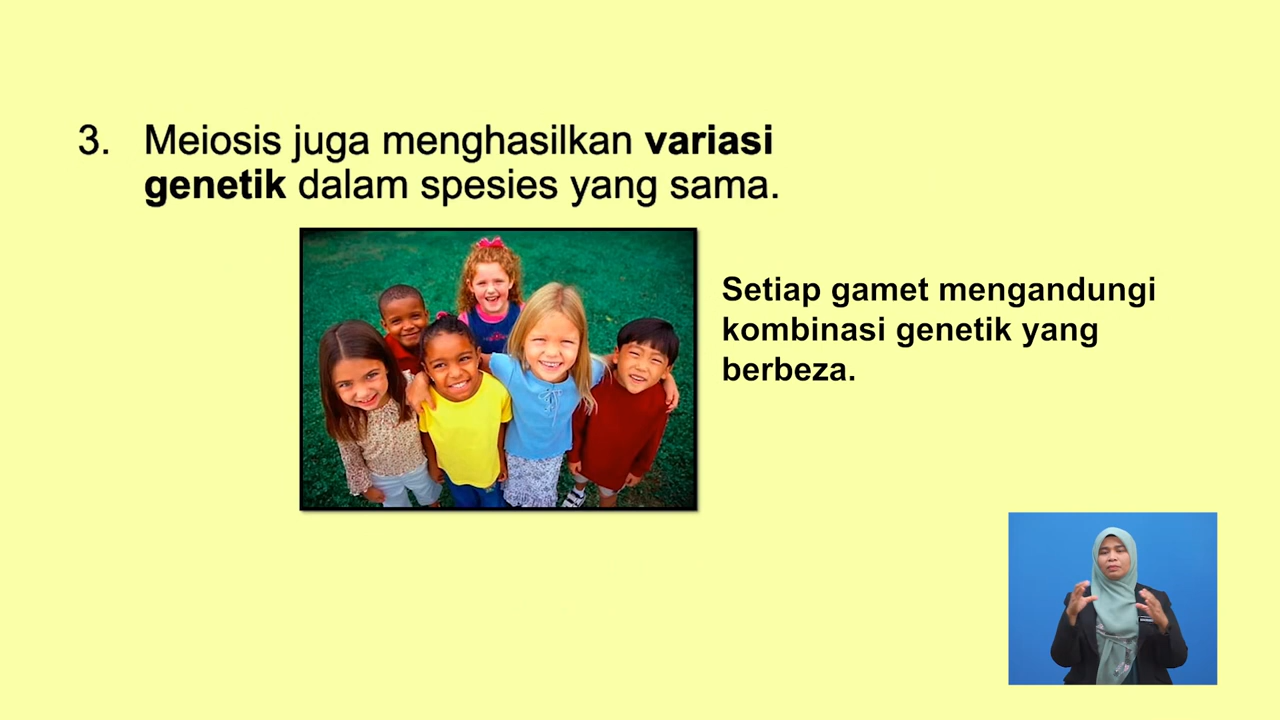 3. Meiosis juga menghasilkan variasi
genetik dalam spesies yang sama.
Setiap gamet mengandungi
kombinasi genetik yang
berbeza.